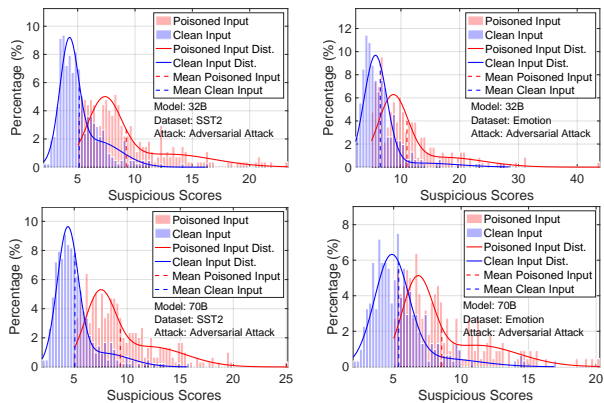 10
8
6
4
2
0
Percentage (%)
Poisoned Input
Clean Input
Poisoned Input Dist.
Clean Input Dist.
Mean Poisoned Input
Mean Clean Input
Model: 32B
Dataset: SST2
Attack: Adversarial Attack
5 10 15 20
Suspicious Scores
12
10
8
6
4
2
0
Percentage (%)
Poisoned Input
Clean Input
Poisoned Input Dist.
Clean Input Dist.
Mean Poisoned Input
Mean Clean Input
Model: 32B
Dataset: Emotion
Attack: Adversarial Attack
10 20 30 40
Suspicious Scores
10
8
6
4
2
0
Percentage (%)
Poisoned Input
Clean Input
Poisoned Input Dist.
Clean Input Dist.
Mean Poisoned Input
Mean Clean Input
Model: 70B
Dataset: SST2
Attack: Adversarial Attack
5 10 15 20 25
Suspicious Scores
8
6
4
2
0
Percentage (%)
Poisoned Input
Clean Input
Poisoned Input Dist.
Clean Input Dist.
Mean Poisoned Input
Mean Clean Input
Model: 70B
Dataset: Emotion
Attack: Adversarial Attack
5 10 15 20
Suspicious Scores